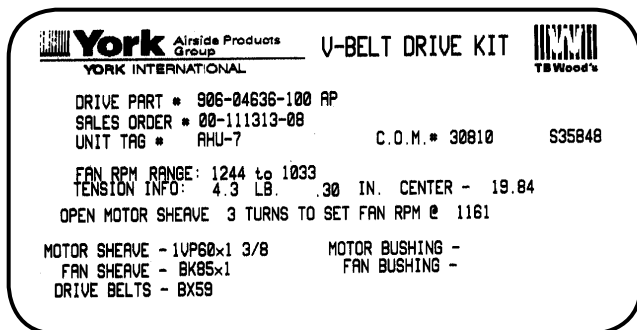 York Airside Products Group V-BELT DRIVE KIT
YORK INTERNATIONAL TB Wood's
DRIVE PART # 906-04636-100 AP
SALES ORDER # 00-111313-08
UNIT TAG # AHU-7 C.O.M.# 30810 S35848
FAN RPM RANGE: 1244 to 1033
TENSION INFO: 4.3 LB. .30 IN. CENTER - 19.84
OPEN MOTOR SHEAVE 3 TURNS TO SET FAN RPM @ 1161
MOTOR SHEAVE - 1VP60x1 3/8 MOTOR BUSHING -
FAN SHEAVE - BK85x1 FAN BUSHING -
DRIVE BELTS - BX59